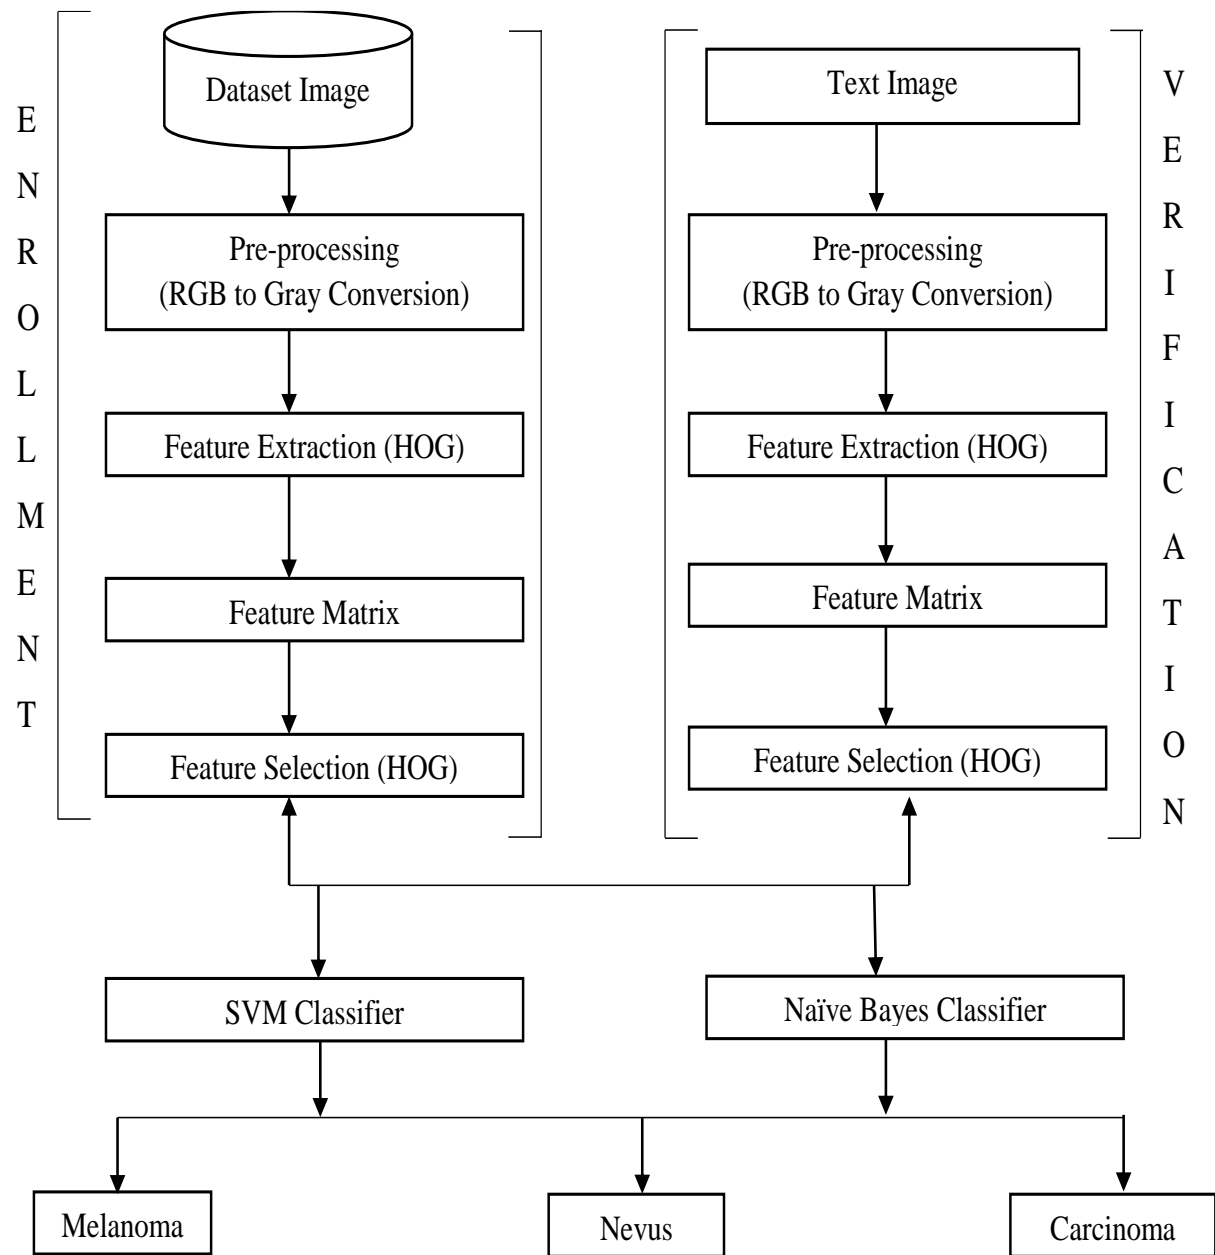 ENROLLMENT
Dataset Image
Pre-processing
(RGB to Gray Conversion)
Feature Extraction (HOG)
Feature Matrix
Feature Selection (HOG)
Text Image
Pre-processing
(RGB to Gray Conversion)
Feature Extraction (HOG)
Feature Matrix
Feature Selection (HOG)
VERIFICATION
SVM Classifier
Naïve Bayes Classifier
Melanoma
Nevus
Carcinoma